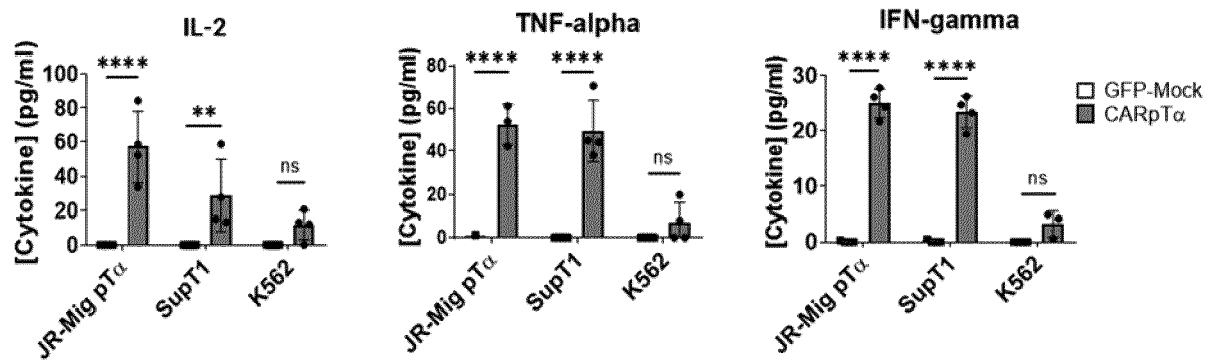 IL-2
[Cytokine] (pg/ml)
100
80
60
40
20
0
****
**
ns
JR-Mig pTα
SupT1
K562
TNF-alpha
[Cytokine] (pg/ml)
80
60
40
20
0
****
****
ns
JR-Mig pTα
SupT1
K562
IFN-gamma
[Cytokine] (pg/ml)
30
20
10
0
****
****
ns
JR-Mig pTα
SupT1
K562
GFP-Mock
CARpTα